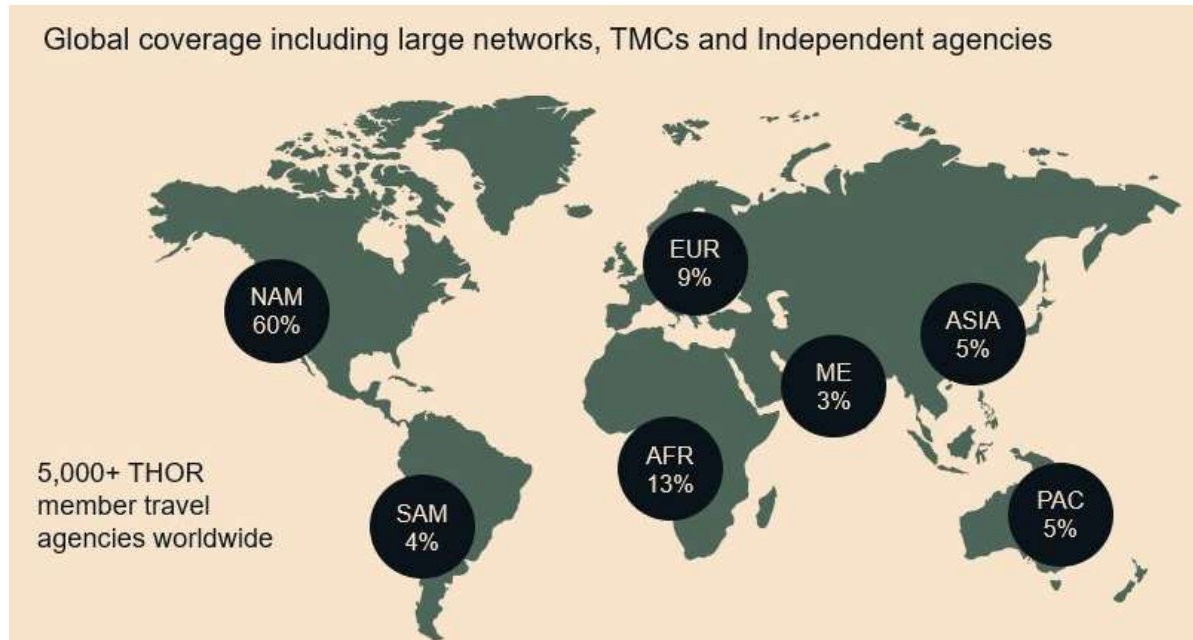 Global coverage including large networks, TMCs and Independent agencies
EUR
9%
NAM
60%
ASIA
5%
ME
3%
AFR
13%
5,000+ THOR
member travel
agencies worldwide
SAM
4%
PAC
5%